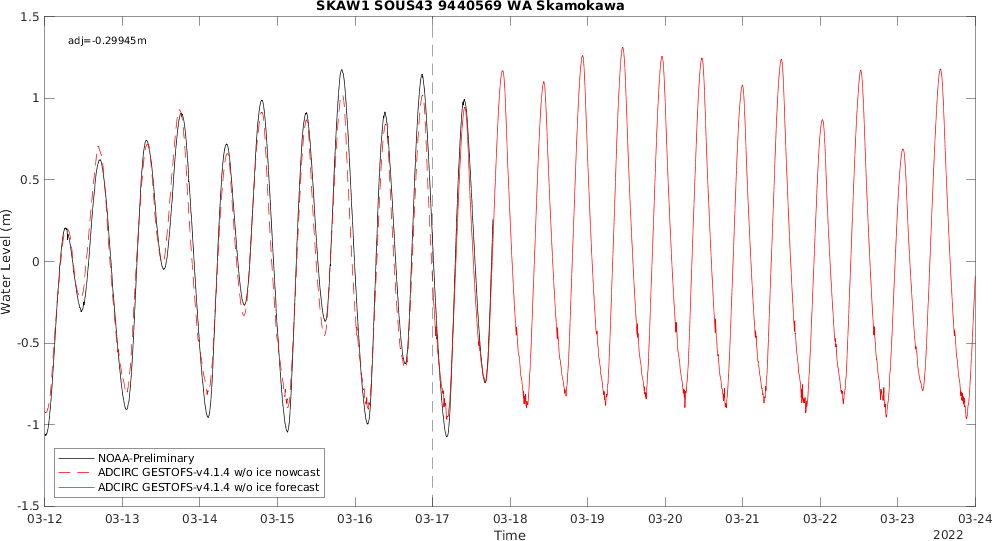 SKAW1 SOUS43 9440569 WA Skamokawa
adj=-0.29945m
1.5
1
0.5
0
-0.5
-1
-1.5
Water Level (m)
NOAA-Preliminary
ADCIRC GESTOFS-v4.1.4 w/o ice nowcast
ADCIRC GESTOFS-v4.1.4 w/o ice forecast
03-12 03-13 03-14 03-15 03-16 03-17 03-18 03-19 03-20 03-21 03-22 03-23 03-24
Time
2022